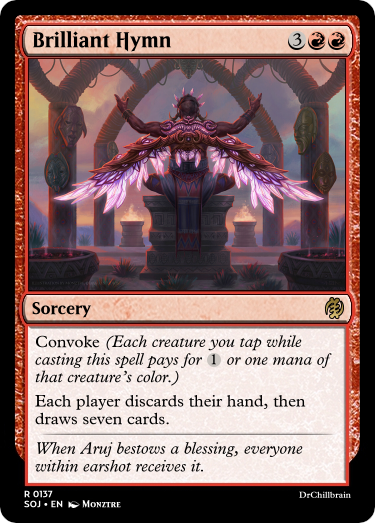 Brilliant Hymn 3
Sorcery
Convoke (Each creature you tap while
casting this spell pays for 1 or one mana of
that creature's color.)
Each player discards their hand, then
draws seven cards.
When Aruj bestows a blessing, everyone
within earshot receives it.
R 0137
SOJ • EN Monztre
DrChillbrain